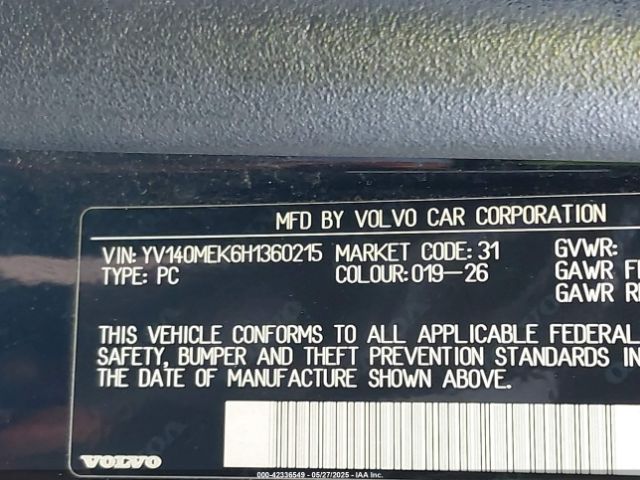 MFD BY VOLVO CAR CORPORATION
VIN: YV140MEK6H1360215 MARKET CODE: 31 GVWR:
TYPE: PC COLOUR: 019-26 GAWR F
GAWR R
THIS VEHICLE CONFORMS TO ALL APPLICABLE FEDERAL
SAFETY, BUMPER AND THEFT PREVENTION STANDARDS IN
THE DATE OF MANUFACTURE SHOWN ABOVE.
VOLVO
000-42336549 - 05/27/2025 - IAA Inc.